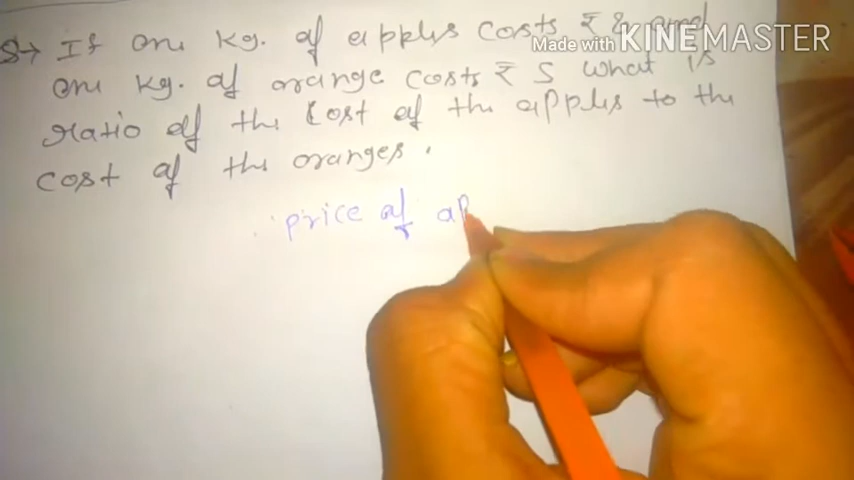 Q→ If one kg. of apples costs ₹ 8 and
one kg. of orange costs ₹ 5 what is
ratio of the cost of the apples to the
cost of the oranges.
price of ap
Made with KINEMASTER